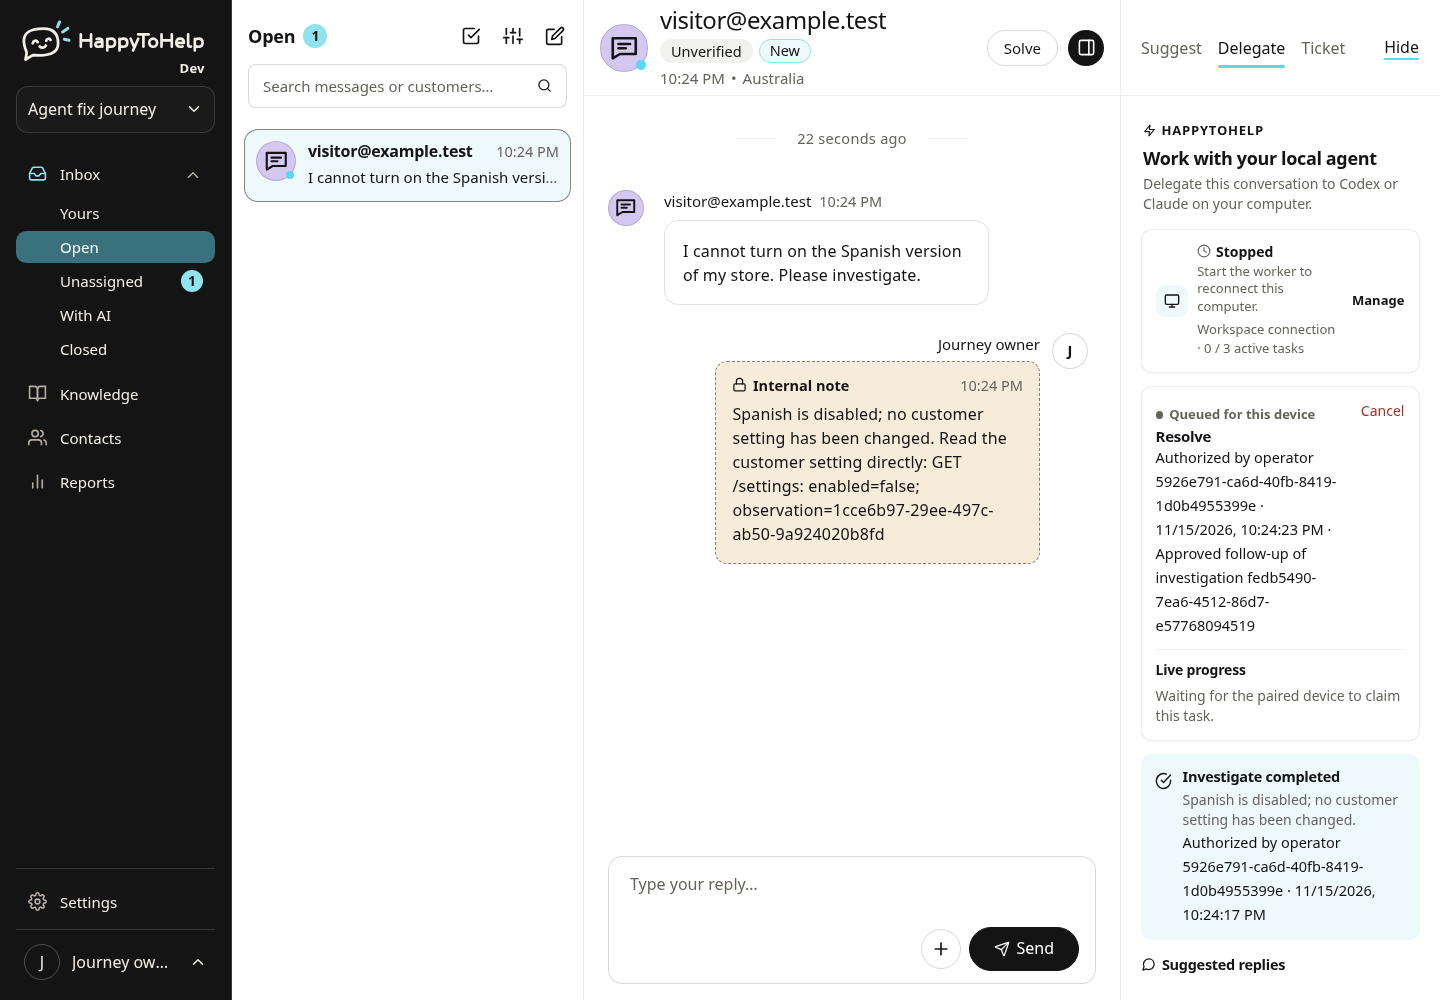 HappyToHelp
Dev
Agent fix journey
Inbox
Yours
Open
Unassigned
1
With AI
Closed
Knowledge
Contacts
Reports
Settings
J
Journey ow...
Open 1
Search messages or customers...
visitor@example.test 10:24 PM
I cannot turn on the Spanish versi...
visitor@example.test
Unverified New
10:24 PM • Australia
Solve
22 seconds ago
visitor@example.test 10:24 PM
I cannot turn on the Spanish version
of my store. Please investigate.
Journey owner
J
Internal note 10:24 PM
Spanish is disabled; no customer
setting has been changed. Read the
customer setting directly: GET
/settings: enabled=false;
observation=1cce6b97-29ee-497c-
ab50-9a924020b8fd
Type your reply...
Send
Suggest Delegate Ticket Hide
HAPPYTOHELP
Work with your local agent
Delegate this conversation to Codex or
Claude on your computer.
Stopped
Start the worker to
reconnect this
computer.
Workspace connection
· 0 / 3 active tasks
Manage
Queued for this device
Cancel
Resolve
Authorized by operator
5926e791-ca6d-40fb-8419-
1d0b4955399e ·
11/15/2026, 10:24:23 PM ·
Approved follow-up of
investigation fedb5490-
7ea6-4512-86d7-
e57768094519
Live progress
Waiting for the paired device to claim
this task.
Investigate completed
Spanish is disabled; no customer
setting has been changed.
Authorized by operator
5926e791-ca6d-40fb-8419-
1d0b4955399e · 11/15/2026,
10:24:17 PM
Suggested replies